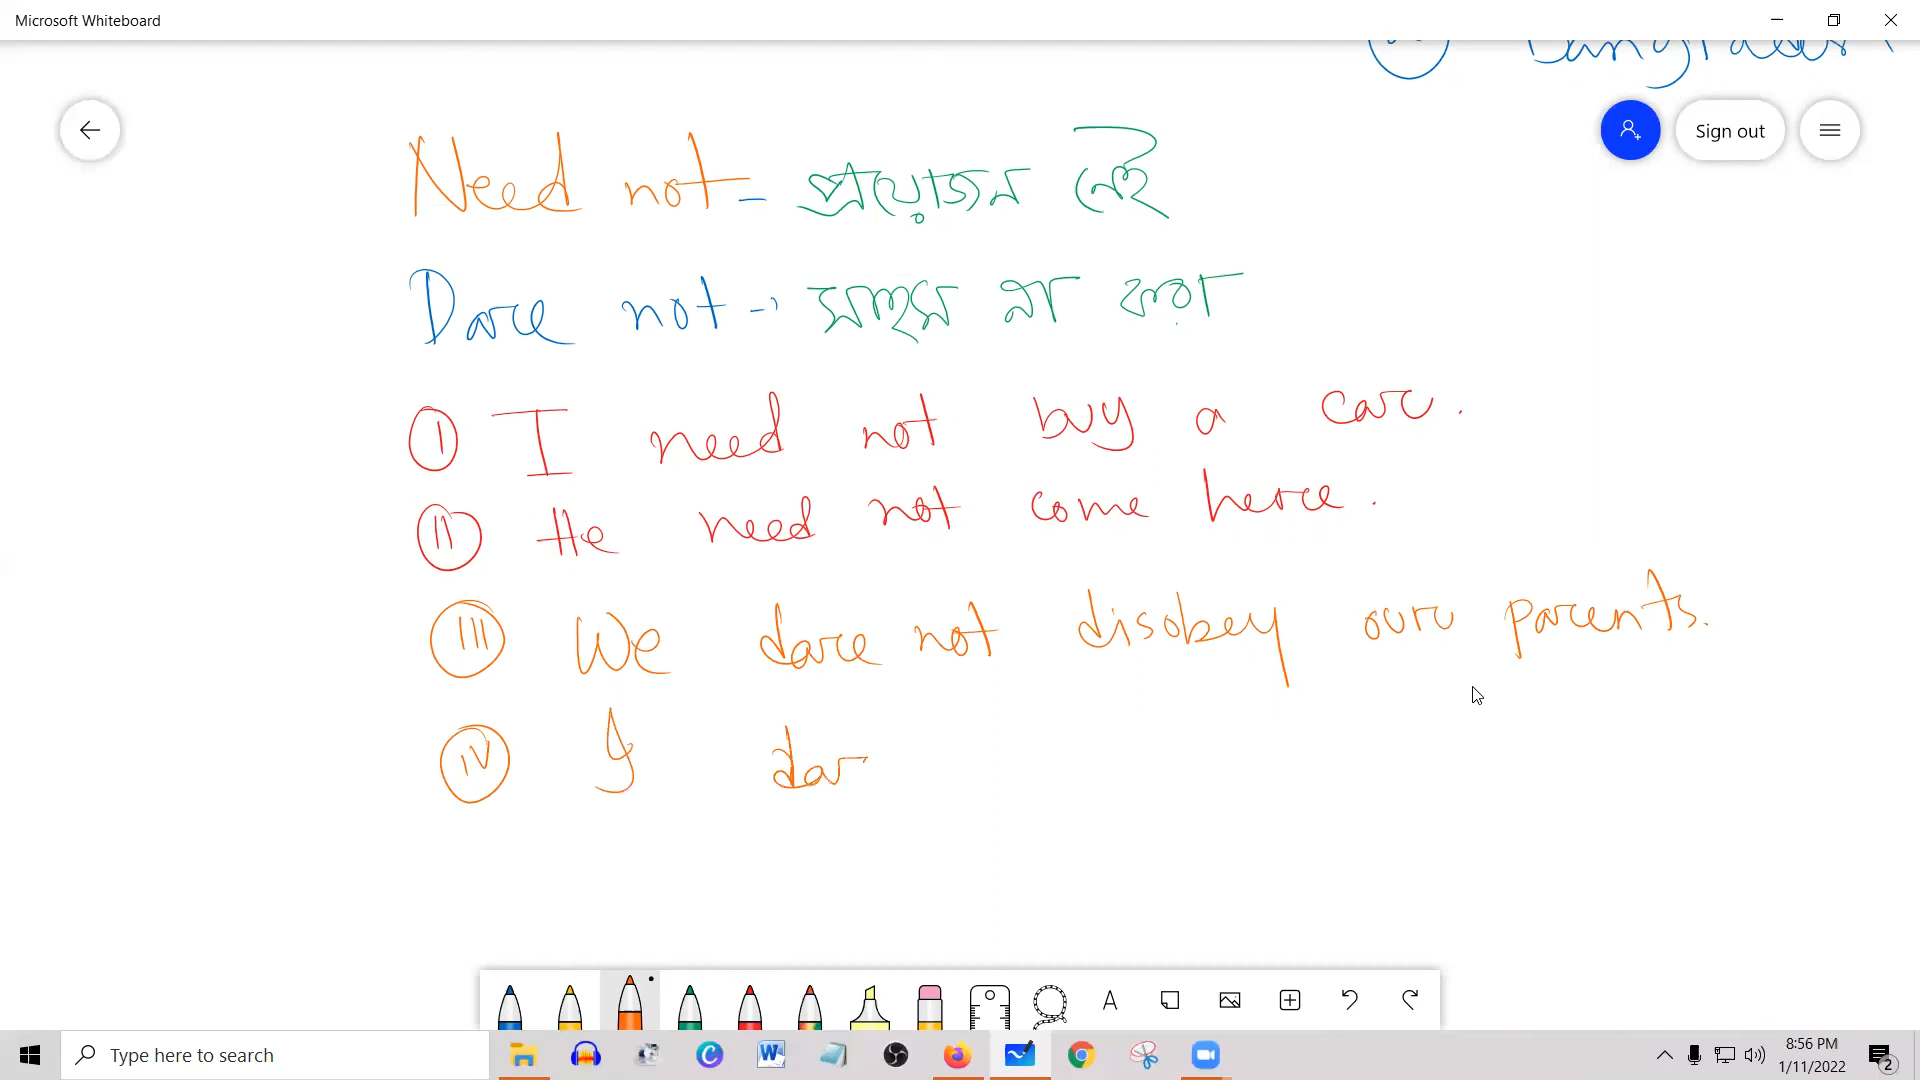 Microsoft Whiteboard
Sign out
Need not = প্রয়োজন নেই
Dare not - সাহস না করা
I I need not buy a car.
II He need not come here.
III We dare not disobey our parents.
IV I dar
A
Type here to search
8:56 PM
1/11/2022
2